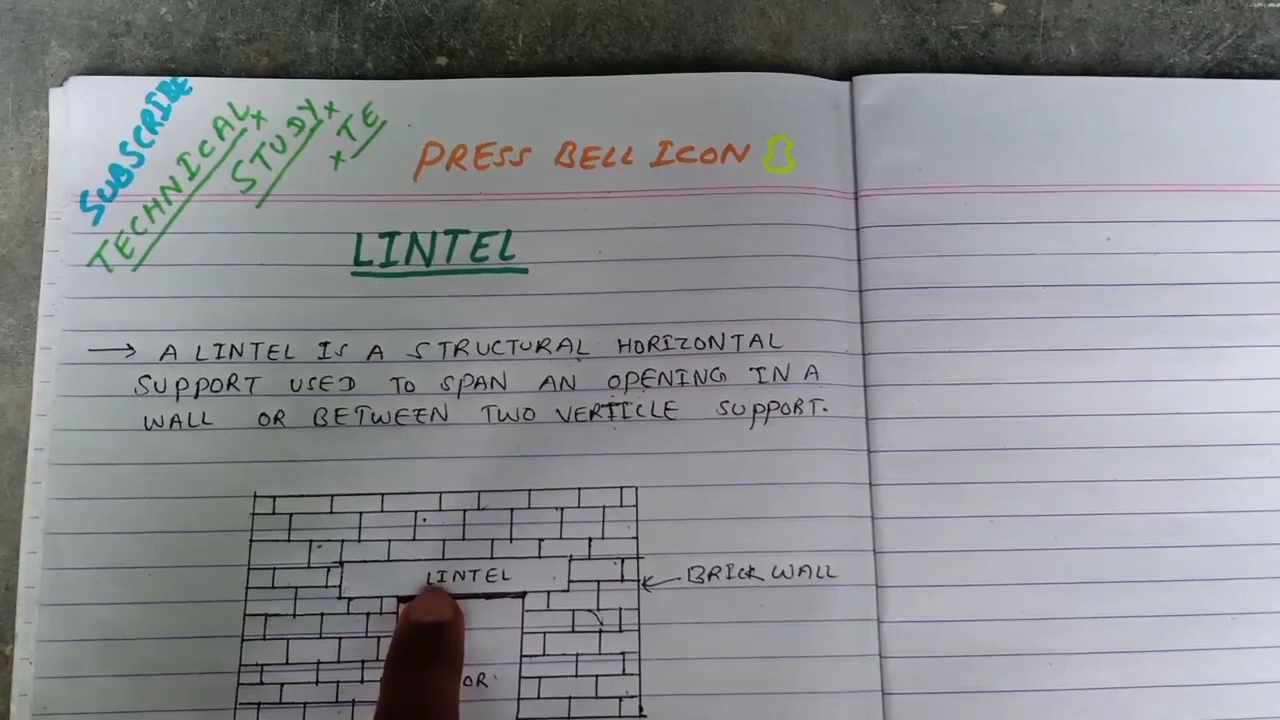 SUBSCRIBE
TECHNICAL x
STUDY x
x TE
PRESS BELL ICON
LINTEL
→ A LINTEL IS A STRUCTURAL HORIZONTAL
SUPPORT USED TO SPAN AN OPENING IN A
WALL OR BETWEEN TWO VERTICLE SUPPORT.
LINTEL
BRICK WALL
OR